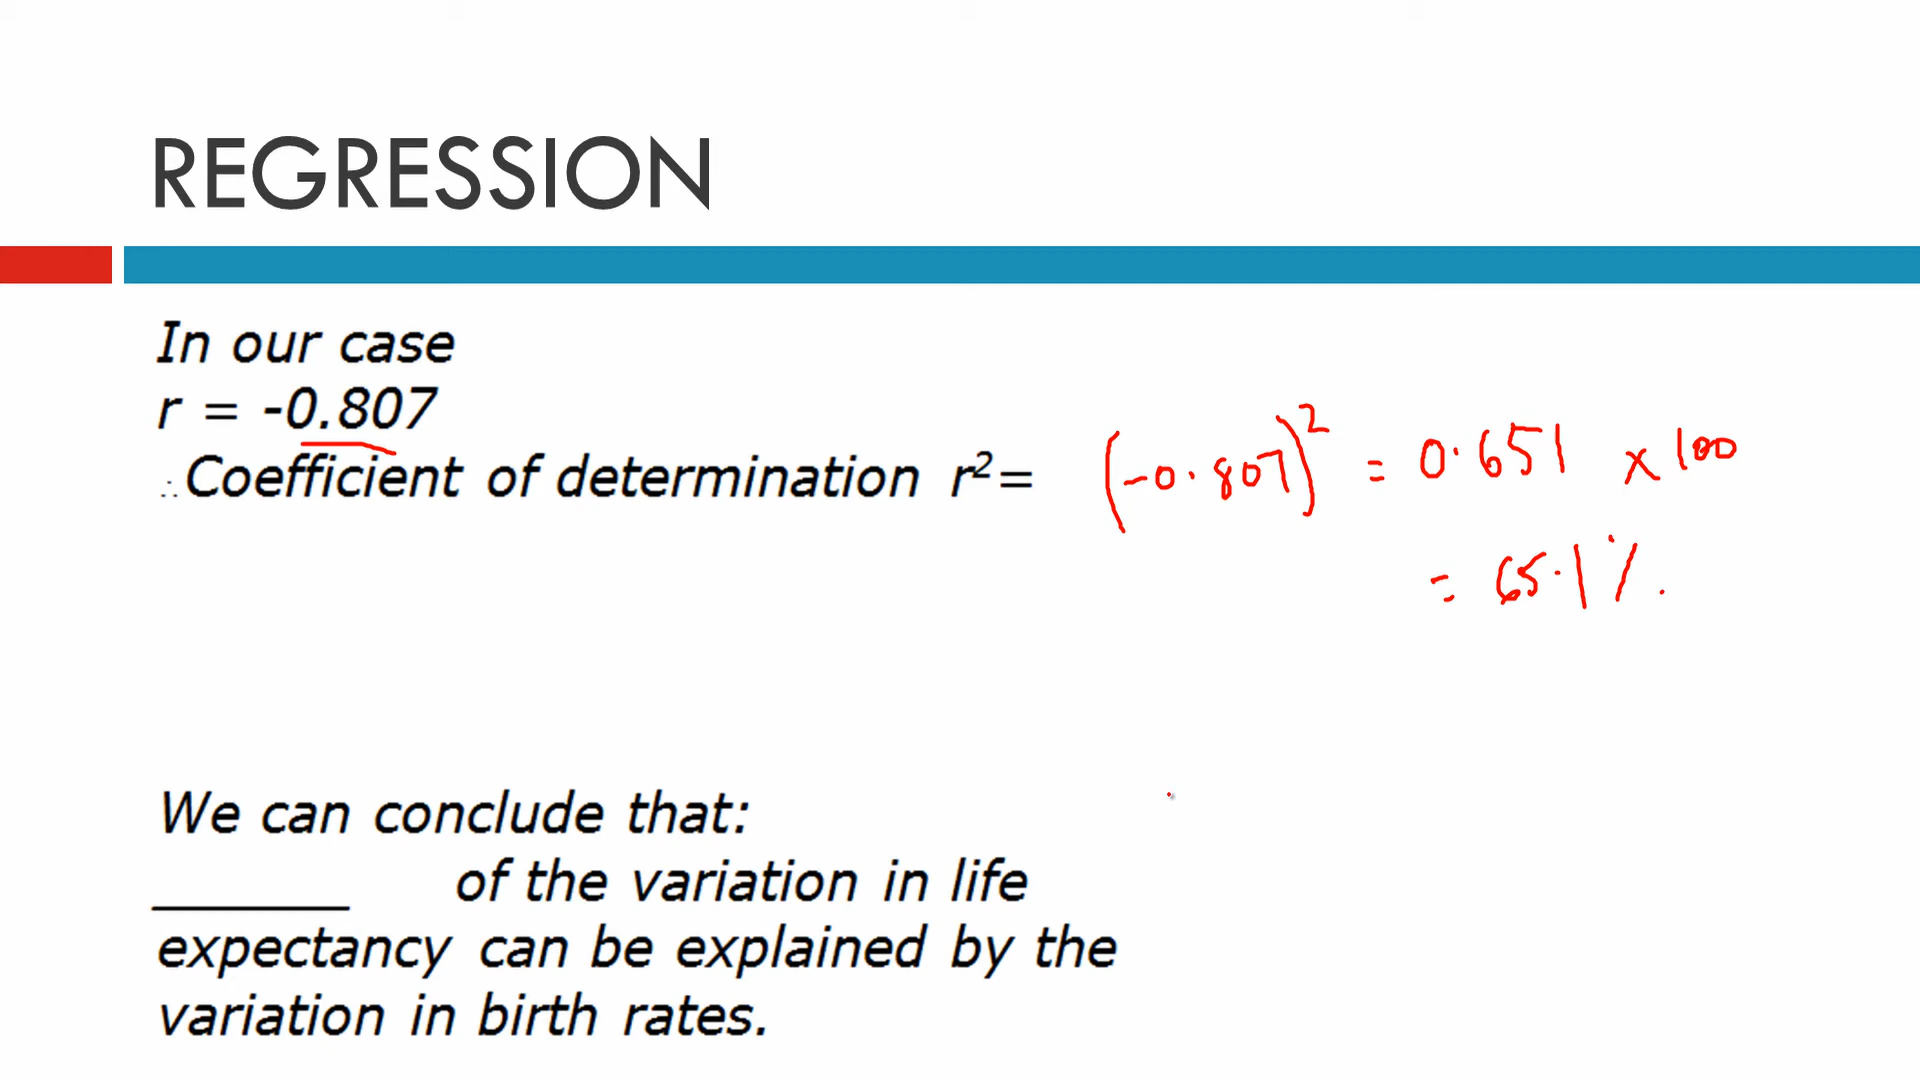 REGRESSION
In our case
r = -0.807
∴Coefficient of determination r²= (-0.807)² = 0.651 x 100
= 65.1%.
We can conclude that:
______ of the variation in life
expectancy can be explained by the
variation in birth rates.